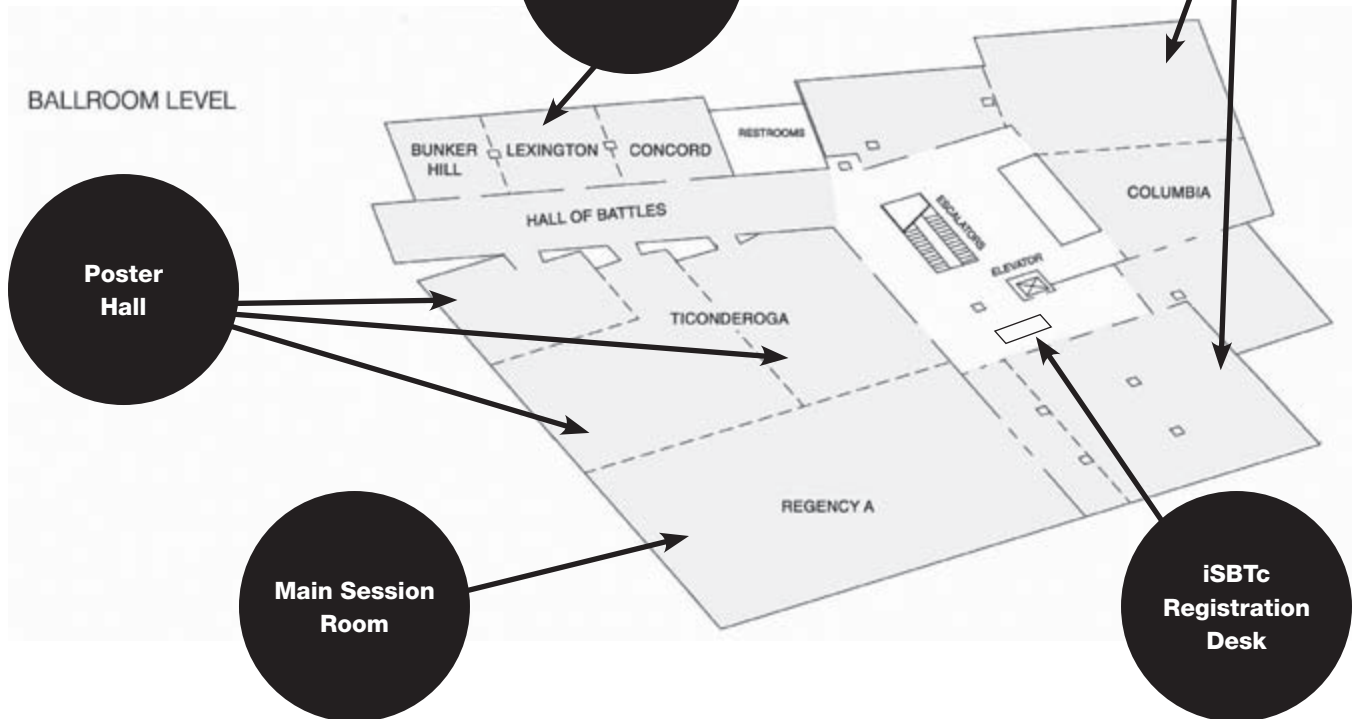 BALLROOM LEVEL
BUNKER
HILL
LEXINGTON
CONCORD
RESTROOMS
HALL OF BATTLES
ESCALATORS
ELEVATOR
COLUMBIA
TICONDEROGA
REGENCY A
Poster
Hall
Main Session
Room
iSBTc
Registration
Desk